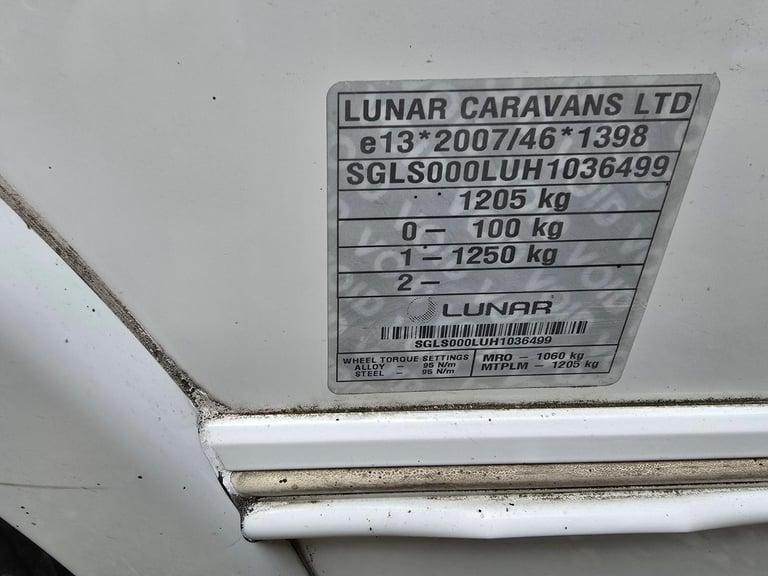 LUNAR CARAVANS LTD
e13*2007/46*1398
SGLS000LUH1036499
1205 kg
0 – 100 kg
1 – 1250 kg
2 –
LUNAR
SGLS000LUH1036499
WHEEL TORQUE SETTINGS
ALLOY – 95 N/m
STEEL – 95 N/m
MRO – 1060 kg
MTPLM – 1205 kg